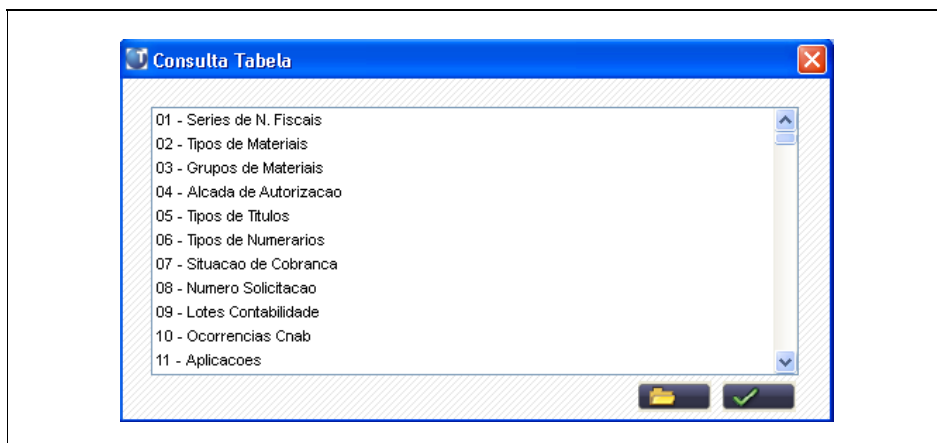 Consulta Tabela
01 - Series de N. Fiscais
02 - Tipos de Materiais
03 - Grupos de Materiais
04 - Alcada de Autorizacao
05 - Tipos de Titulos
06 - Tipos de Numerarios
07 - Situacao de Cobranca
08 - Numero Solicitacao
09 - Lotes Contabilidade
10 - Ocorrencias Cnab
11 - Aplicacoes